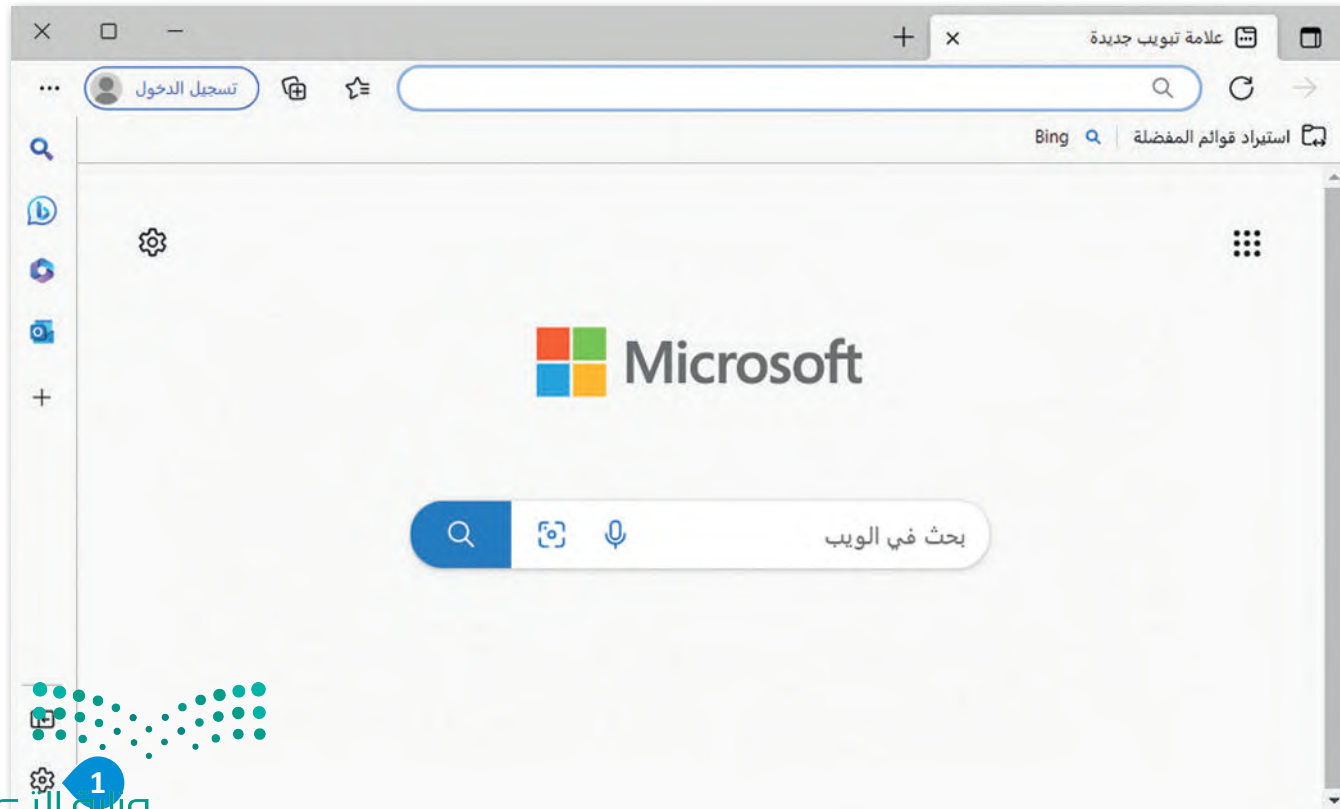 علامة تبويب جديدة
تسجيل الدخول
استيراد قوائم المفضلة
Bing
Microsoft
بحث في الويب
1